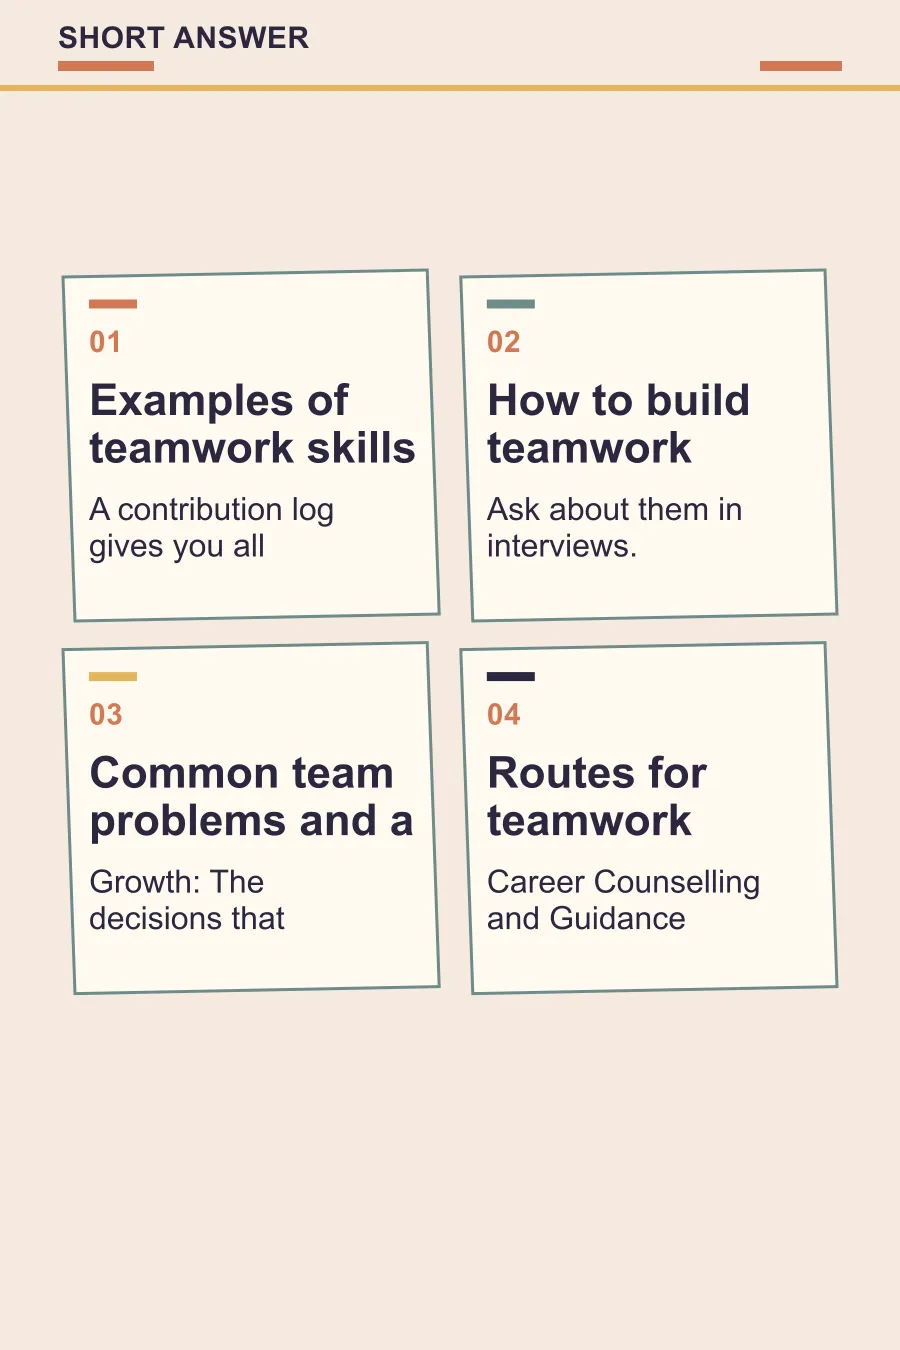 SHORT ANSWER
01
Examples of
teamwork skills
A contribution log
gives you all
02
How to build
teamwork
Ask about them in
interviews.
03
Common team
problems and a
Growth: The
decisions that
04
Routes for
teamwork
Career Counselling
and Guidance